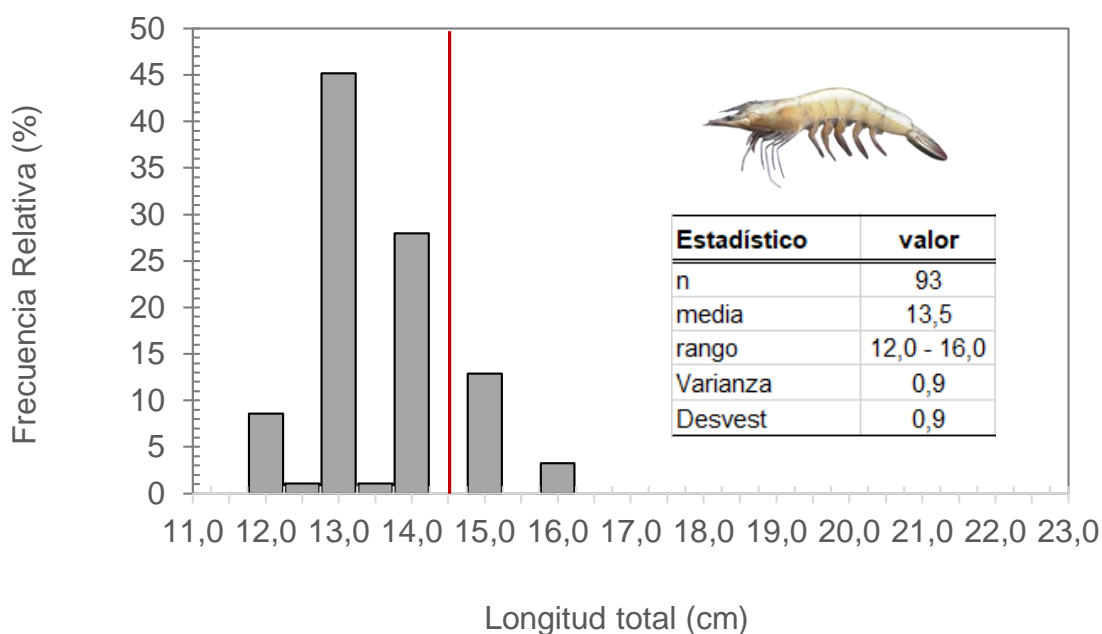 Frecuencia Relativa (%)
50
45
40
35
30
25
20
15
10
5
0
Estadístico valor
n 93
media 13,5
rango 12,0 - 16,0
Varianza 0,9
Desvest 0,9
11,0 12,0 13,0 14,0 15,0 16,0 17,0 18,0 19,0 20,0 21,0 22,0 23,0
Longitud total (cm)